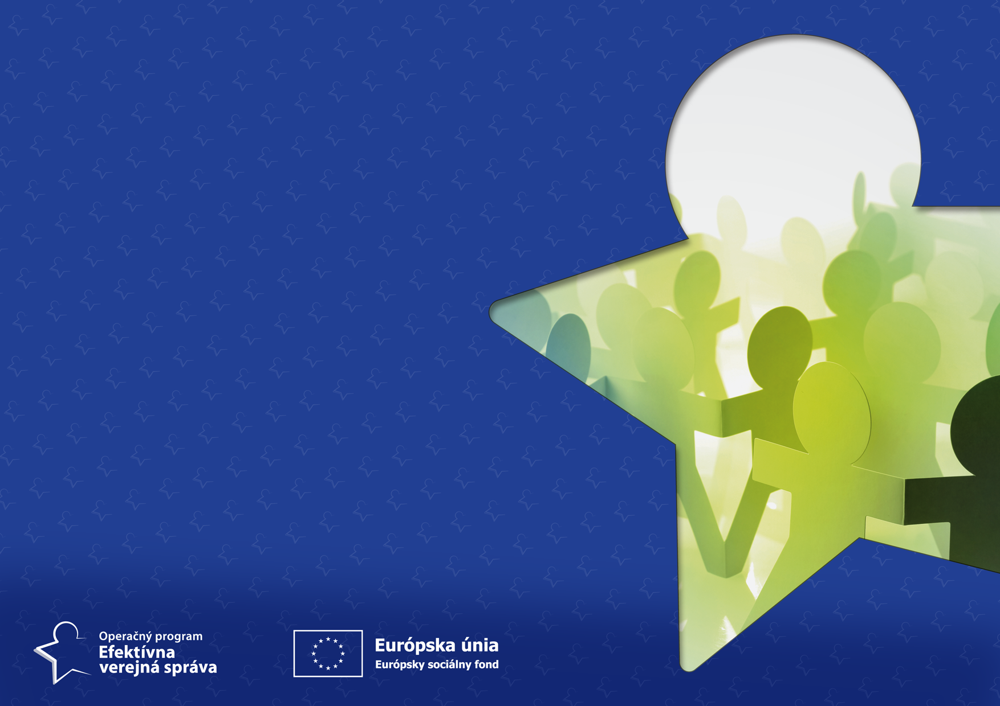 Operačný program
Efektívna
verejná správa
Európska únia
Európsky sociálny fond